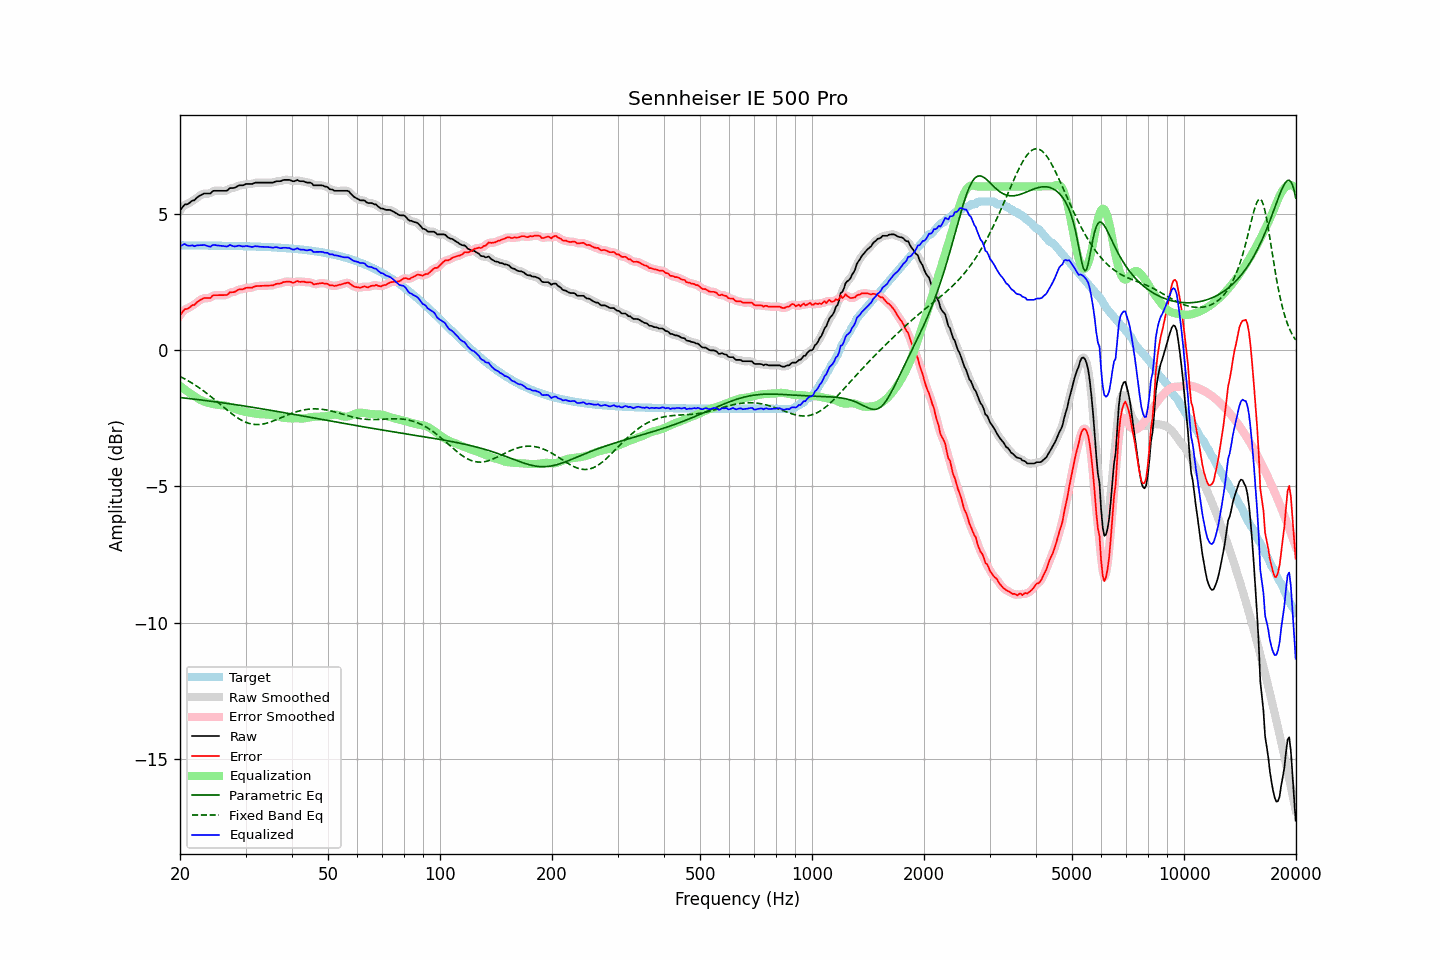 Sennheiser IE 500 Pro
Amplitude (dBr)
5
0
−5
−10
−15
Target
Raw Smoothed
Error Smoothed
Raw
Error
Equalization
Parametric Eq
Fixed Band Eq
Equalized
20 50 100 200 500 1000 2000 5000 10000 20000
Frequency (Hz)